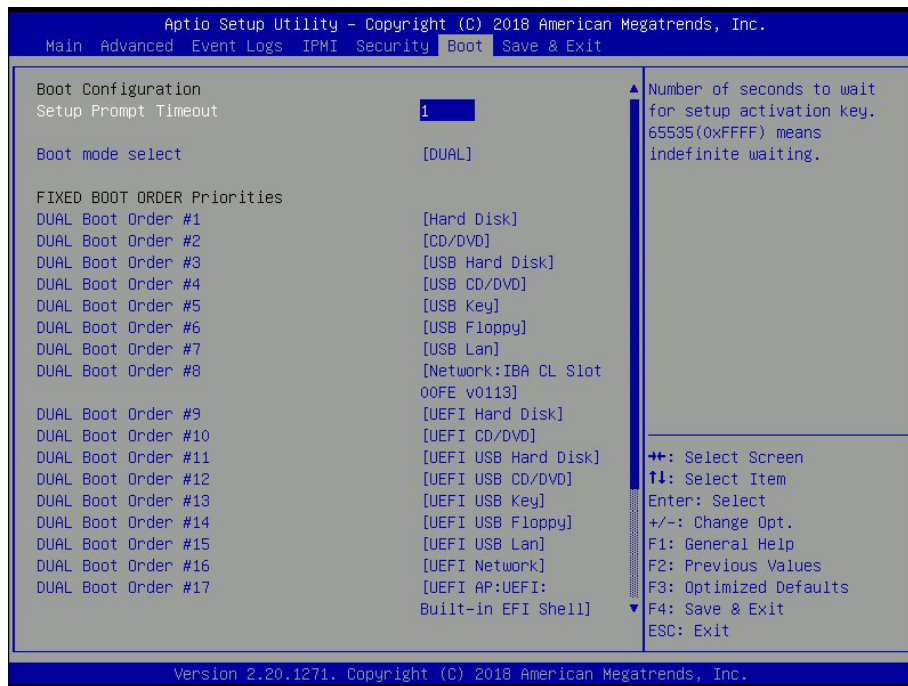 Aptio Setup Utility – Copyright (C) 2018 American Megatrends, Inc.
Main Advanced Event Logs IPMI Security Boot Save & Exit
Boot Configuration
Setup Prompt Timeout 1
Boot mode select [DUAL]
FIXED BOOT ORDER Priorities
DUAL Boot Order #1 [Hard Disk]
DUAL Boot Order #2 [CD/DVD]
DUAL Boot Order #3 [USB Hard Disk]
DUAL Boot Order #4 [USB CD/DVD]
DUAL Boot Order #5 [USB Key]
DUAL Boot Order #6 [USB Floppy]
DUAL Boot Order #7 [USB Lan]
DUAL Boot Order #8 [Network:IBA CL Slot
00FE v0113]
DUAL Boot Order #9 [UEFI Hard Disk]
DUAL Boot Order #10 [UEFI CD/DVD]
DUAL Boot Order #11 [UEFI USB Hard Disk]
DUAL Boot Order #12 [UEFI USB CD/DVD]
DUAL Boot Order #13 [UEFI USB Key]
DUAL Boot Order #14 [UEFI USB Floppy]
DUAL Boot Order #15 [UEFI USB Lan]
DUAL Boot Order #16 [UEFI Network]
DUAL Boot Order #17 [UEFI AP:UEFI:
Built-in EFI Shell]
Number of seconds to wait
for setup activation key.
65535(0xFFFF) means
indefinite waiting.
→←: Select Screen
↑↓: Select Item
Enter: Select
+/-: Change Opt.
F1: General Help
F2: Previous Values
F3: Optimized Defaults
F4: Save & Exit
ESC: Exit
Version 2.20.1271. Copyright (C) 2018 American Megatrends, Inc.